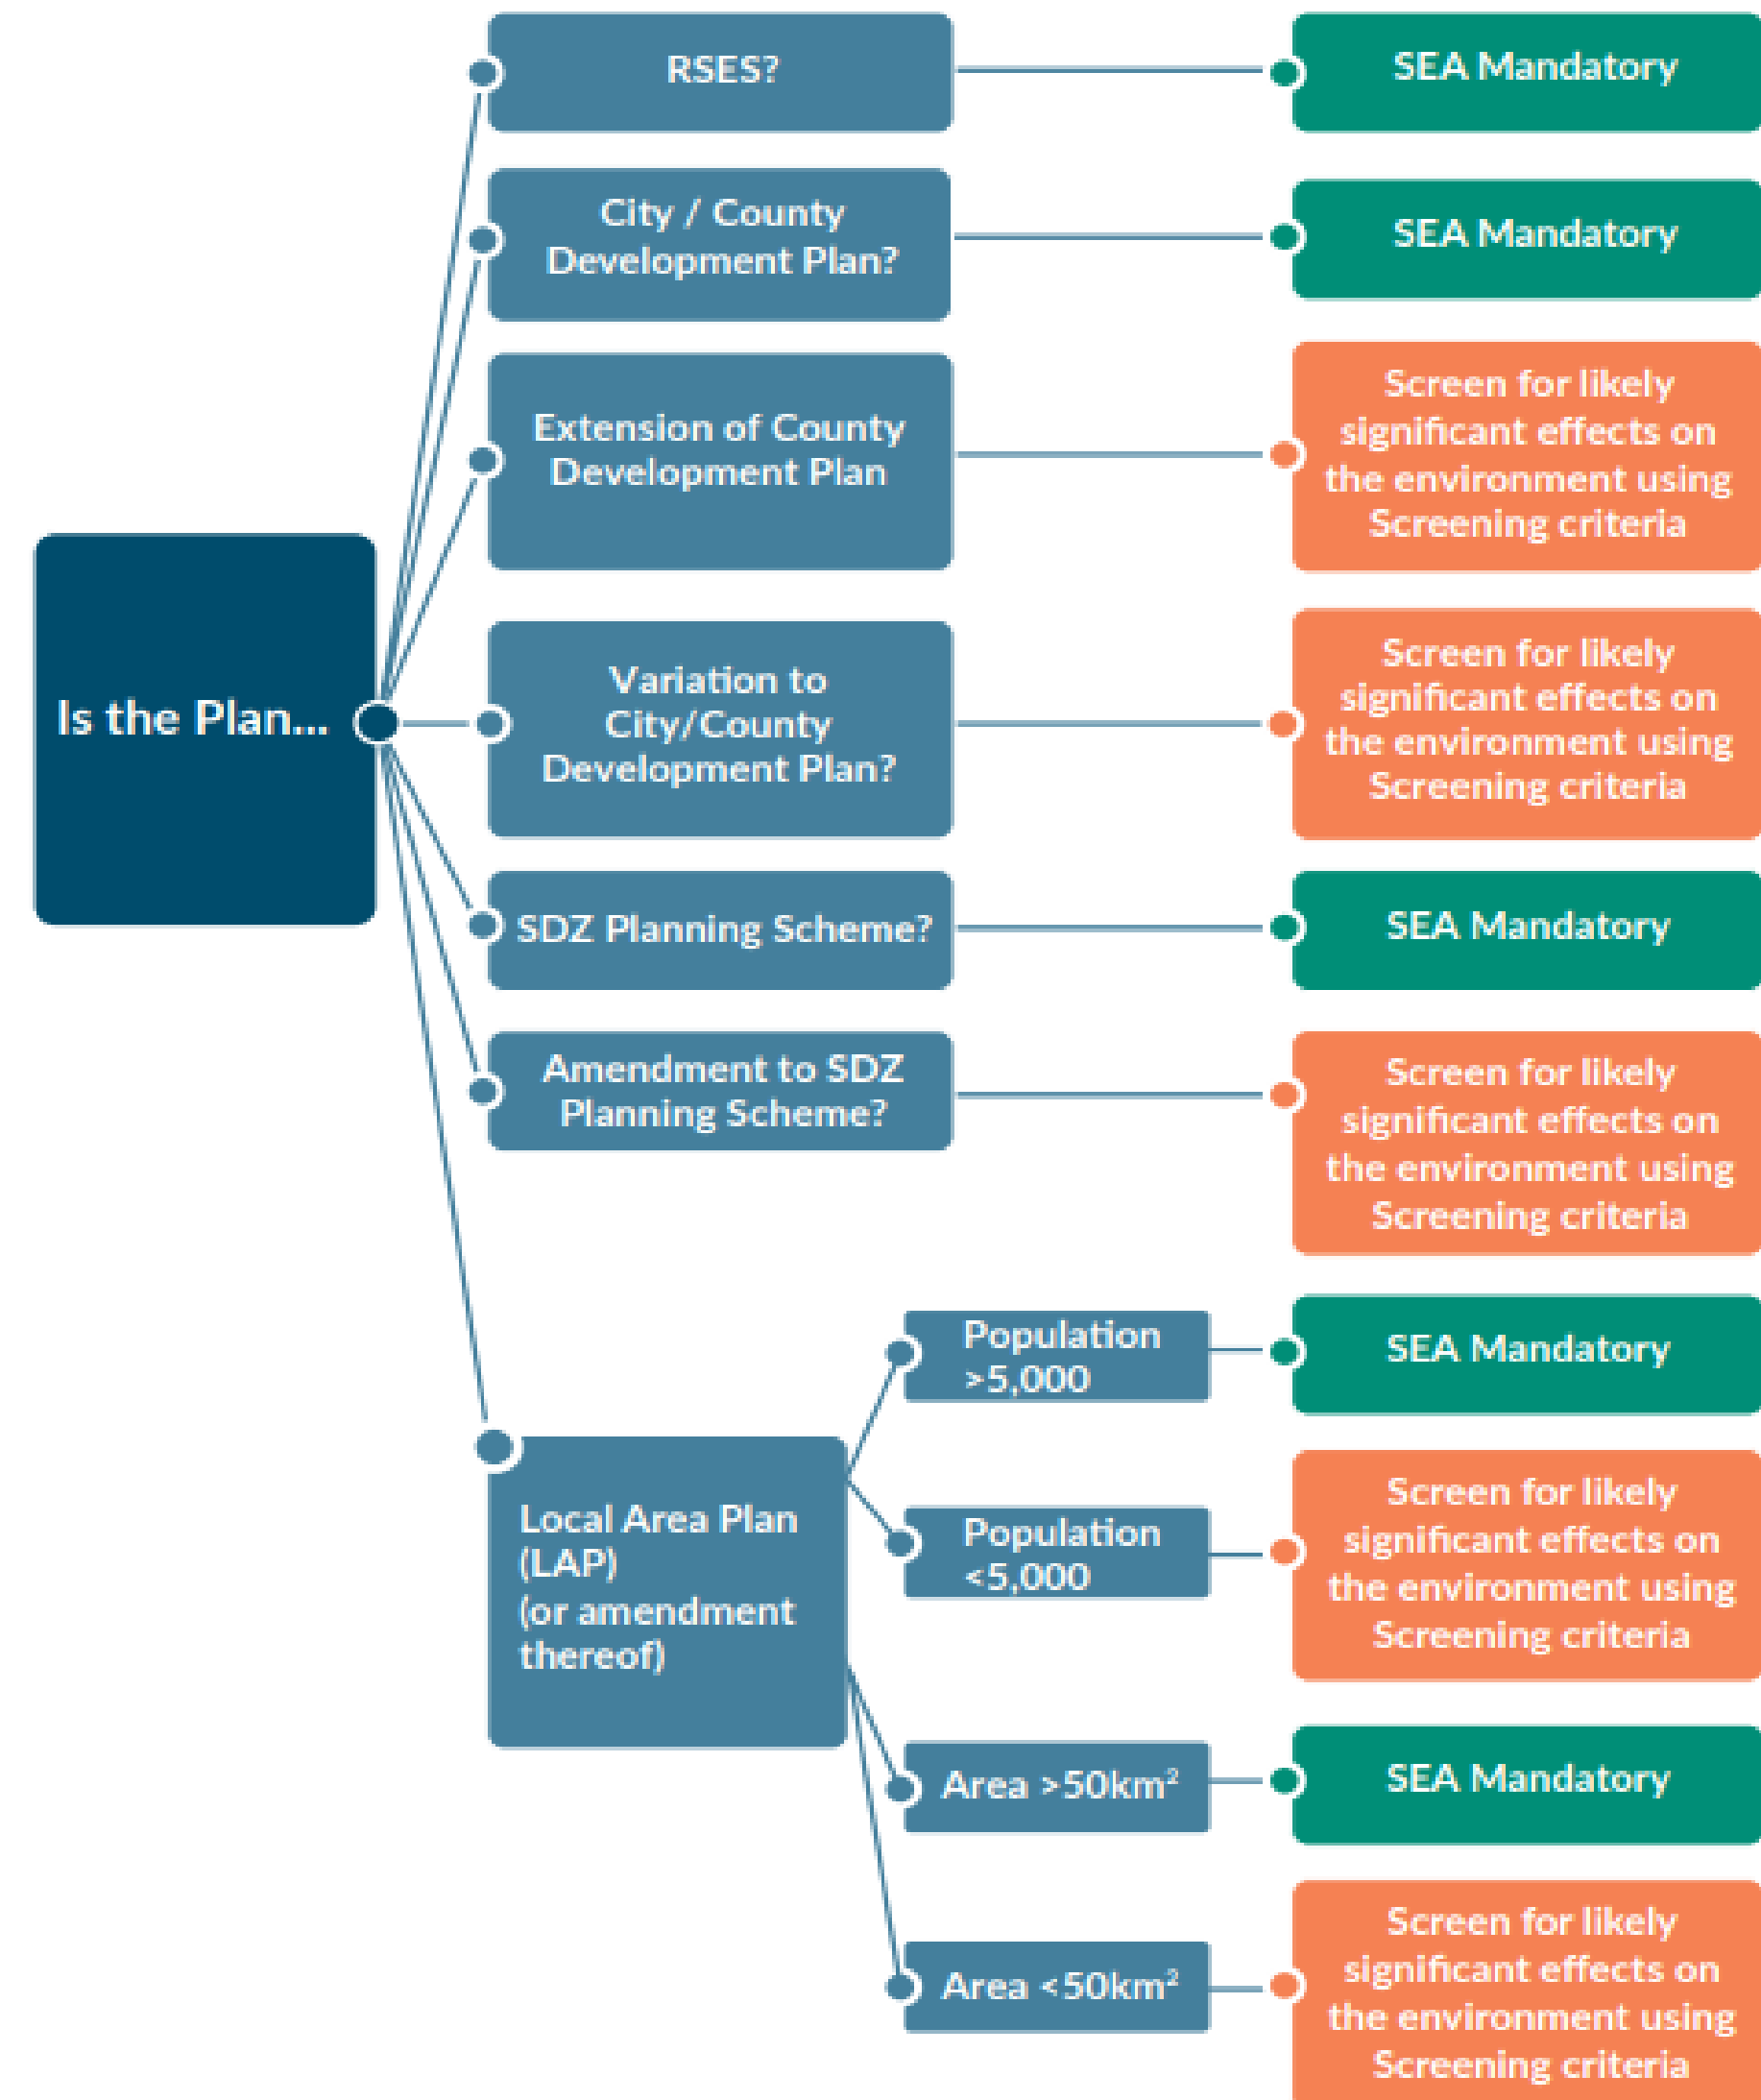 RSES?
SEA Mandatory
City / County
Development Plan?
SEA Mandatory
Extension of County
Development Plan
Screen for likely
significant effects on
the environment using
Screening criteria
Is the Plan...
Variation to
City/County
Development Plan?
Screen for likely
significant effects on
the environment using
Screening criteria
SDZ Planning Scheme?
SEA Mandatory
Amendment to SDZ
Planning Scheme?
Screen for likely
significant effects on
the environment using
Screening criteria
Local Area Plan
(LAP)
(or amendment
thereof)
Population
>5,000
SEA Mandatory
Population
<5,000
Screen for likely
significant effects on
the environment using
Screening criteria
Area >50km²
SEA Mandatory
Area <50km²
Screen for likely
significant effects on
the environment using
Screening criteria